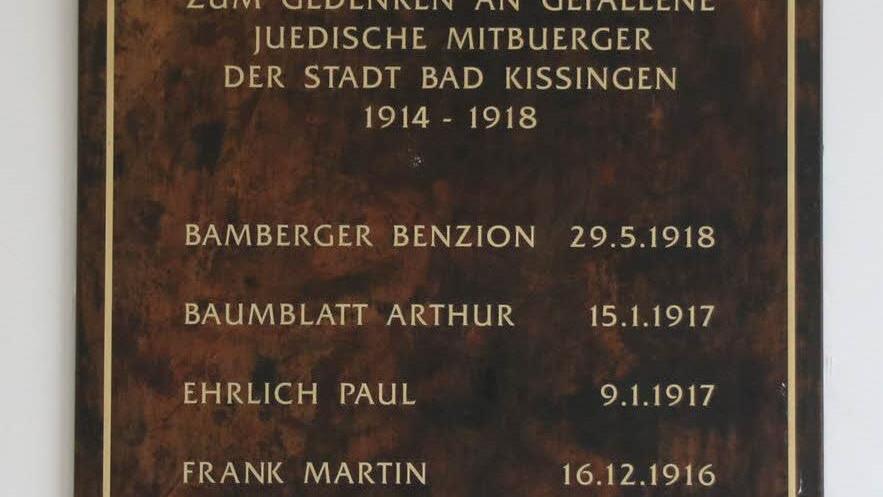 ZUM GEDENKEN AN GEFALLENE
JUEDISCHE MITBUERGER
DER STADT BAD KISSINGEN
1914 - 1918
BAMBERGER BENZION 29.5.1918
BAUMBLATT ARTHUR 15.1.1917
EHRLICH PAUL 9.1.1917
FRANK MARTIN 16.12.1916